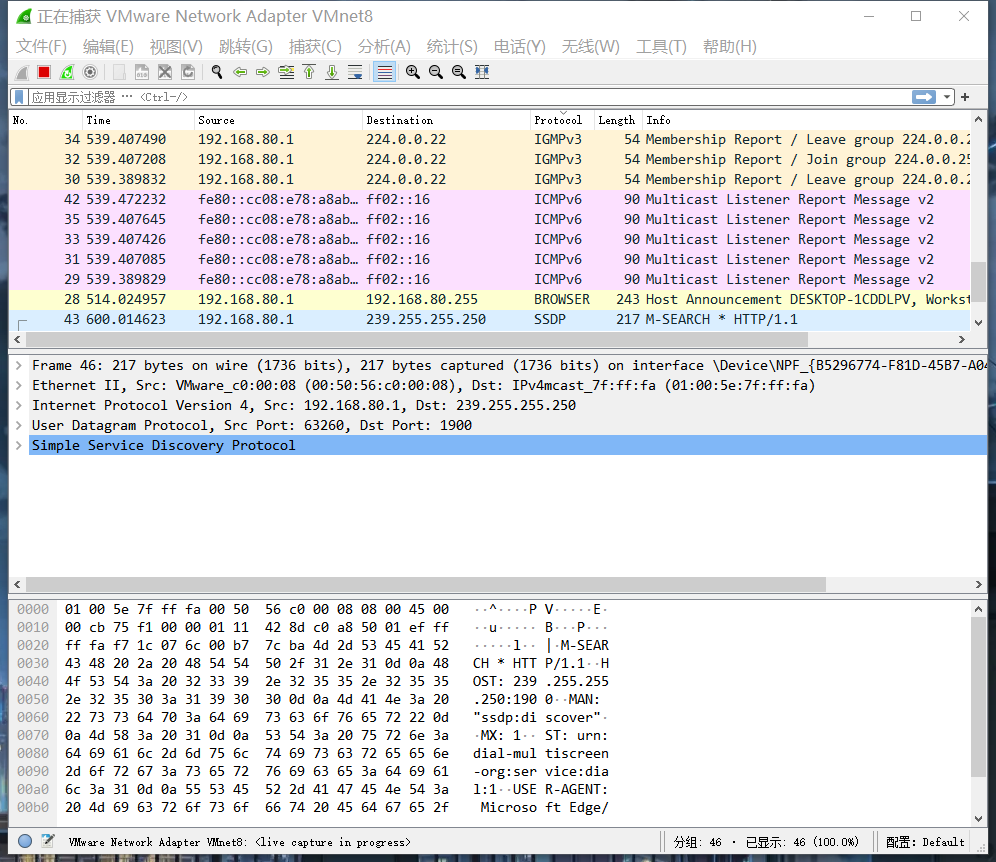 正在捕获 VMware Network Adapter VMnet8
文件(F) 编辑(E) 视图(V) 跳转(G) 捕获(C) 分析(A) 统计(S) 电话(Y) 无线(W) 工具(T) 帮助(H)
应用显示过滤器 … <Ctrl-/>
No. Time Source Destination Protocol Length Info
34 539.407490 192.168.80.1 224.0.0.22 IGMPv3 54 Membership Report / Leave group 224.0.0.2
32 539.407208 192.168.80.1 224.0.0.22 IGMPv3 54 Membership Report / Join group 224.0.0.25
30 539.389832 192.168.80.1 224.0.0.22 IGMPv3 54 Membership Report / Leave group 224.0.0.2
42 539.472232 fe80::cc08:e78:a8ab… ff02::16 ICMPv6 90 Multicast Listener Report Message v2
35 539.407645 fe80::cc08:e78:a8ab… ff02::16 ICMPv6 90 Multicast Listener Report Message v2
33 539.407426 fe80::cc08:e78:a8ab… ff02::16 ICMPv6 90 Multicast Listener Report Message v2
31 539.407085 fe80::cc08:e78:a8ab… ff02::16 ICMPv6 90 Multicast Listener Report Message v2
29 539.389829 fe80::cc08:e78:a8ab… ff02::16 ICMPv6 90 Multicast Listener Report Message v2
28 514.024957 192.168.80.1 192.168.80.255 BROWSER 243 Host Announcement DESKTOP-1CDDLPV, Workst
43 600.014623 192.168.80.1 239.255.255.250 SSDP 217 M-SEARCH * HTTP/1.1
Frame 46: 217 bytes on wire (1736 bits), 217 bytes captured (1736 bits) on interface \Device\NPF_{B5296774-F81D-45B7-A04
Ethernet II, Src: VMware_c0:00:08 (00:50:56:c0:00:08), Dst: IPv4mcast_7f:ff:fa (01:00:5e:7f:ff:fa)
Internet Protocol Version 4, Src: 192.168.80.1, Dst: 239.255.255.250
User Datagram Protocol, Src Port: 63260, Dst Port: 1900
Simple Service Discovery Protocol
0000 01 00 5e 7f ff fa 00 50 56 c0 00 08 08 00 45 00 ··^····P V·····E·
0010 00 cb 75 f1 00 00 01 11 42 8d c0 a8 50 01 ef ff ··u····· B···P···
0020 ff fa f7 1c 07 6c 00 b7 7c ba 4d 2d 53 45 41 52 ·····l·· |·M-SEAR
0030 43 48 20 2a 20 48 54 54 50 2f 31 2e 31 0d 0a 48 CH * HTT P/1.1··H
0040 4f 53 54 3a 20 32 33 39 2e 32 35 35 2e 32 35 35 OST: 239 .255.255
0050 2e 32 35 30 3a 31 39 30 30 0d 0a 4d 41 4e 3a 20 .250:190 0··MAN:
0060 22 73 73 64 70 3a 64 69 73 63 6f 76 65 72 22 0d "ssdp:di scover"·
0070 0a 4d 58 3a 20 31 0d 0a 53 54 3a 20 75 72 6e 3a ·MX: 1·· ST: urn:
0080 64 69 61 6c 2d 6d 75 6c 74 69 73 63 72 65 65 6e dial-mul tiscreen
0090 2d 6f 72 67 3a 73 65 72 76 69 63 65 3a 64 69 61 -org:ser vice:dia
00a0 6c 3a 31 0d 0a 55 53 45 52 2d 41 47 45 4e 54 3a l:1··USE R-AGENT:
00b0 20 4d 69 63 72 6f 73 6f 66 74 20 45 64 67 65 2f Microso ft Edge/
VMware Network Adapter VMnet8: <live capture in progress> 分组: 46 · 已显示: 46 (100.0%) 配置: Default